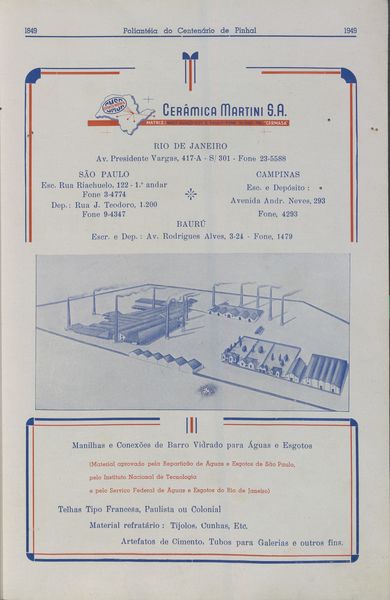 1849 Poliantéia do Centenário de Pinhal 1949
CERÂMICA MARTINI S.A.
MATRIZ: "CERMASA"
RIO DE JANEIRO
Av. Presidente Vargas, 417-A - S/ 301 - Fone 23-5588
SÃO PAULO
Esc. Rua Riachuelo, 122 - 1.º andar
Fone 3-4774
Dep.: Rua J. Teodoro, 1.200
Fone 9-4347
CAMPINAS
Esc. e Depósito :
Avenida Andr. Neves, 293
Fone, 4293
BAURÚ
Escr. e Dep. : Av. Rodrigues Alves, 3-24 - Fone, 1479
Manilhas e Conexões de Barro Vidrado para Águas e Esgotos
(Material aprovado pela Repartição de Águas e Esgotos de São Paulo,
pelo Instituto Nacional de Tecnologia
e pelo Serviço Federal de Águas e Esgotos do Rio de Janeiro)
Telhas Tipo Francesa, Paulista ou Colonial
Material refratário : Tijolos, Cunhas, Etc.
Artefatos de Cimento, Tubos para Galerias e outros fins.